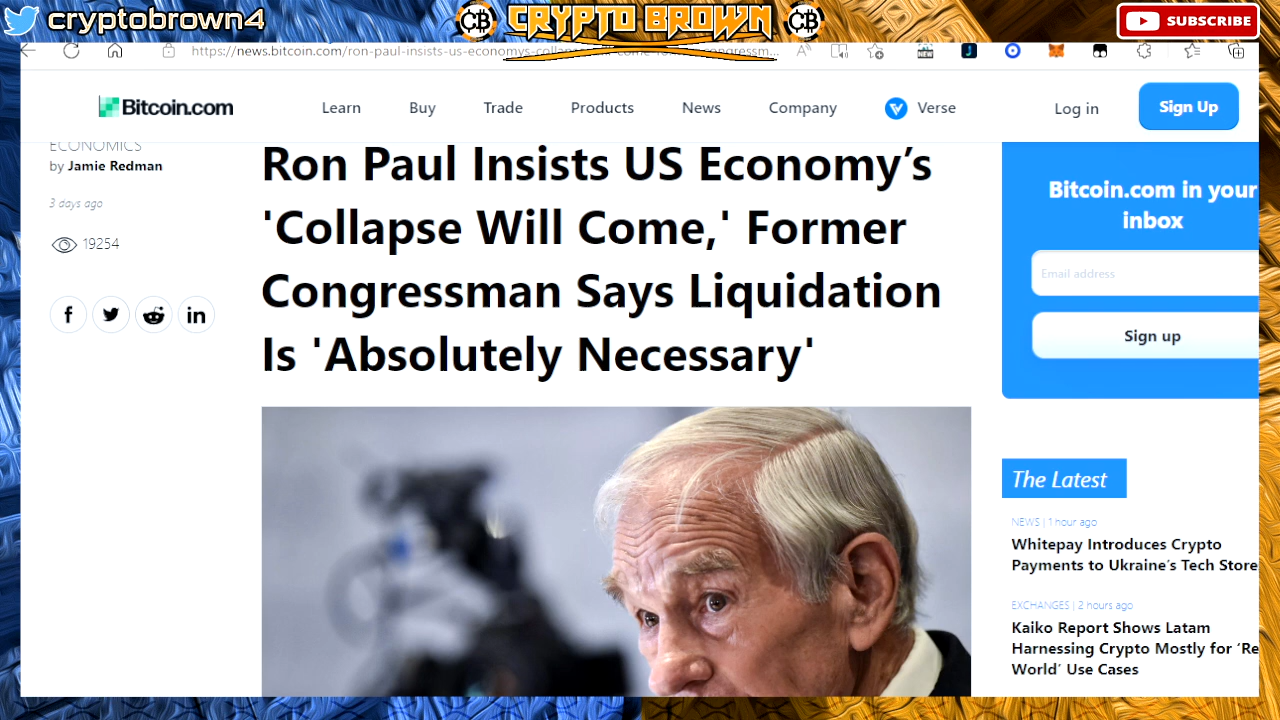 cryptobrown4
CB CRYPTO BROWN CB
SUBSCRIBE
https://news.bitcoin.com/ron-paul-insists-us-economys-collap
congressm...
Bitcoin.com
Learn
Buy
Trade
Products
News
Company
Verse
Log in
Sign Up
ECONOMICS
by Jamie Redman
3 days ago
19254
Ron Paul Insists US Economy’s
'Collapse Will Come,' Former
Congressman Says Liquidation
Is 'Absolutely Necessary'
Bitcoin.com in your
inbox
Email address
Sign up
The Latest
NEWS | 1 hour ago
Whitepay Introduces Crypto
Payments to Ukraine’s Tech Store
EXCHANGES | 2 hours ago
Kaiko Report Shows Latam
Harnessing Crypto Mostly for ‘Re
World’ Use Cases